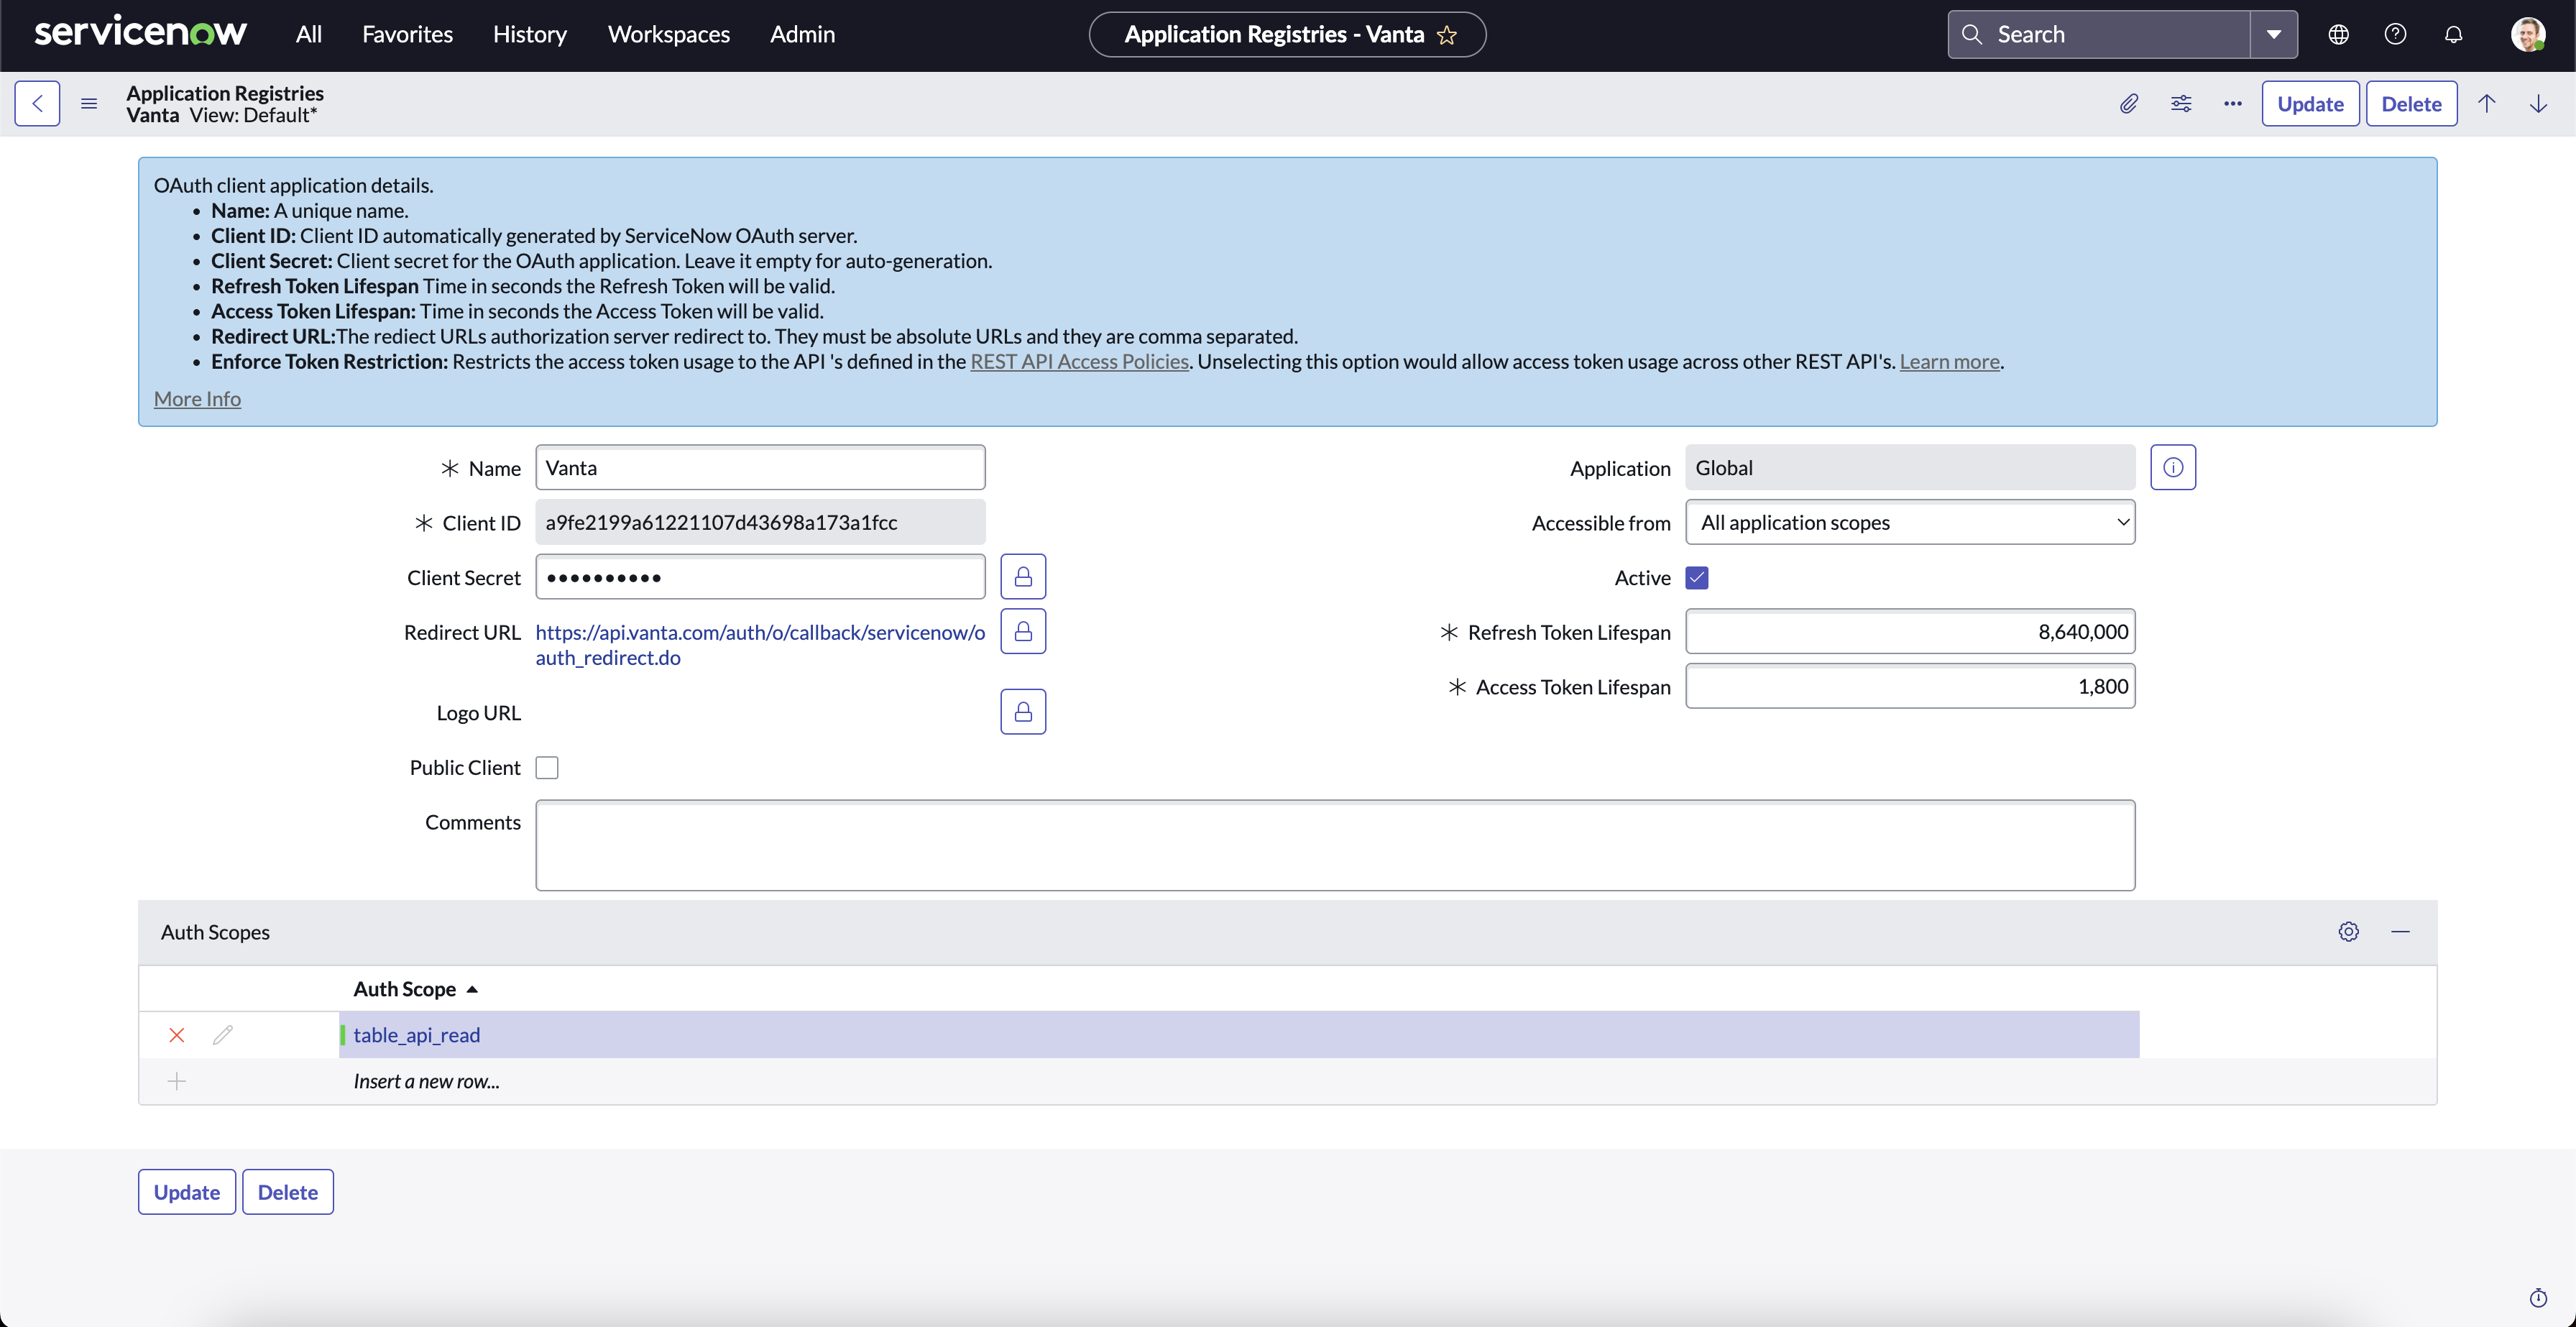 servicenow All Favorites History Workspaces Admin Application Registries - Vanta Search
Application Registries
Vanta View: Default*
Update Delete
OAuth client application details.
Name: A unique name.
Client ID: Client ID automatically generated by ServiceNow OAuth server.
Client Secret: Client secret for the OAuth application. Leave it empty for auto-generation.
Refresh Token Lifespan Time in seconds the Refresh Token will be valid.
Access Token Lifespan: Time in seconds the Access Token will be valid.
Redirect URL:The rediect URLs authorization server redirect to. They must be absolute URLs and they are comma separated.
Enforce Token Restriction: Restricts the access token usage to the API 's defined in the REST API Access Policies. Unselecting this option would allow access token usage across other REST API's. Learn more.
More Info
Name Vanta
Application Global
Client ID a9fe2199a61221107d43698a173a1fcc
Accessible from All application scopes
Client Secret ••••••••••
Active
Redirect URL https://api.vanta.com/auth/o/callback/servicenow/o
auth_redirect.do
Refresh Token Lifespan 8,640,000
Access Token Lifespan 1,800
Logo URL
Public Client
Comments
Auth Scopes
Auth Scope
table_api_read
Insert a new row...
Update Delete